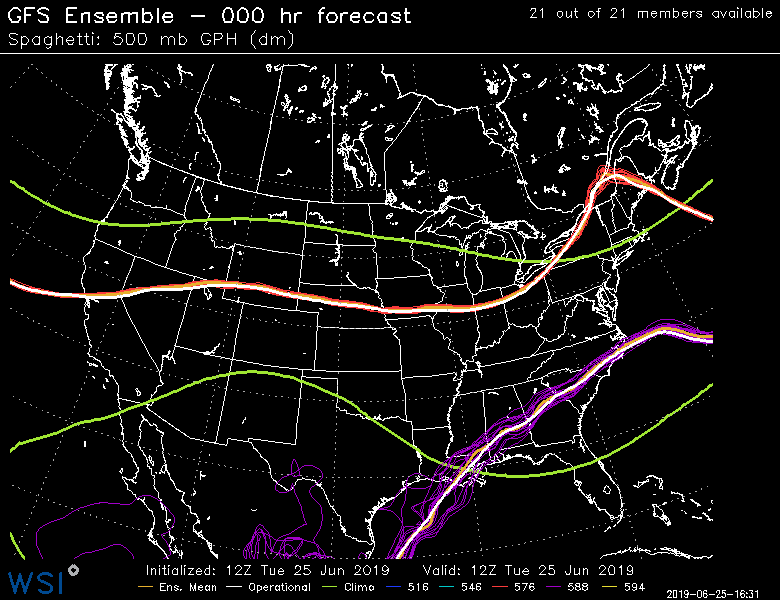 GFS Ensemble – 000 hr forecast
21 out of 21 members available
Spaghetti: 500 mb GPH (dm)
Initialized: 12Z Tue 25 Jun 2019 Valid: 12Z Tue 25 Jun 2019
WSI
Ens. Mean Operational Climo 516 546 576 588 594
2019-06-25-16:31